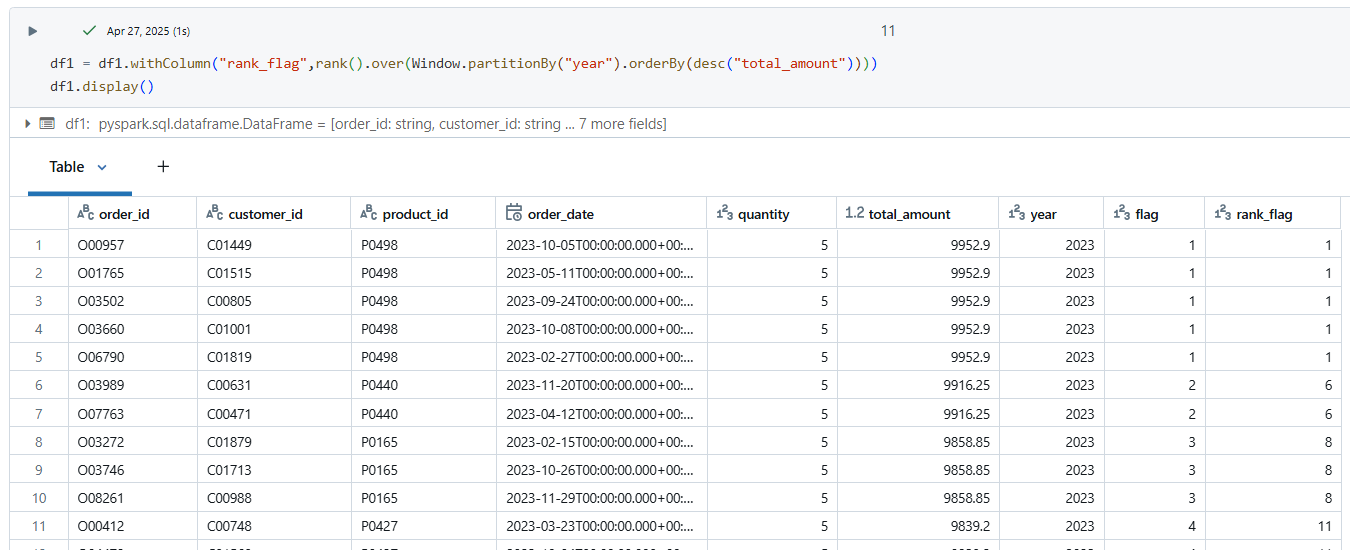 Apr 27, 2025 (1s)
11
df1 = df1.withColumn("rank_flag",rank().over(Window.partitionBy("year").orderBy(desc("total_amount"))))
df1.display()
df1: pyspark.sql.dataframe.DataFrame = [order_id: string, customer_id: string ... 7 more fields]
Table +
ABC order_id ABC customer_id ABC product_id order_date 123 quantity 1.2 total_amount 123 year 123 flag 123 rank_flag
1 O00957 C01449 P0498 2023-10-05T00:00:00.000+00:... 5 9952.9 2023 1 1
2 O01765 C01515 P0498 2023-05-11T00:00:00.000+00:... 5 9952.9 2023 1 1
3 O03502 C00805 P0498 2023-09-24T00:00:00.000+00:... 5 9952.9 2023 1 1
4 O03660 C01001 P0498 2023-10-08T00:00:00.000+00:... 5 9952.9 2023 1 1
5 O06790 C01819 P0498 2023-02-27T00:00:00.000+00:... 5 9952.9 2023 1 1
6 O03989 C00631 P0440 2023-11-20T00:00:00.000+00:... 5 9916.25 2023 2 6
7 O07763 C00471 P0440 2023-04-12T00:00:00.000+00:... 5 9916.25 2023 2 6
8 O03272 C01879 P0165 2023-02-15T00:00:00.000+00:... 5 9858.85 2023 3 8
9 O03746 C01713 P0165 2023-10-26T00:00:00.000+00:... 5 9858.85 2023 3 8
10 O08261 C00988 P0165 2023-11-29T00:00:00.000+00:... 5 9858.85 2023 3 8
11 O00412 C00748 P0427 2023-03-23T00:00:00.000+00:... 5 9839.2 2023 4 11